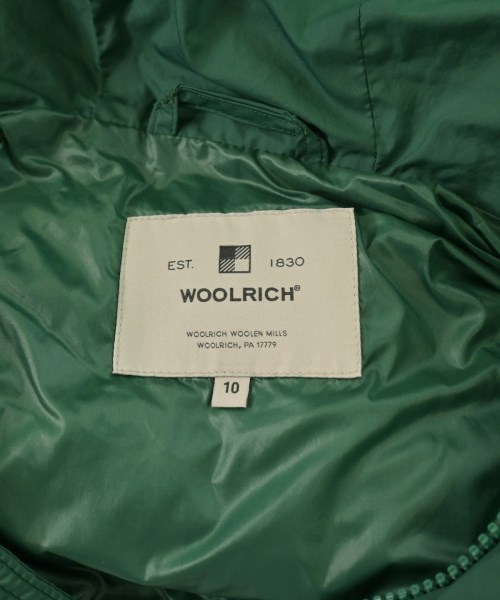 EST. 1830
WOOLRICH®
WOOLRICH WOOLEN MILLS
WOOLRICH, PA 17779
10